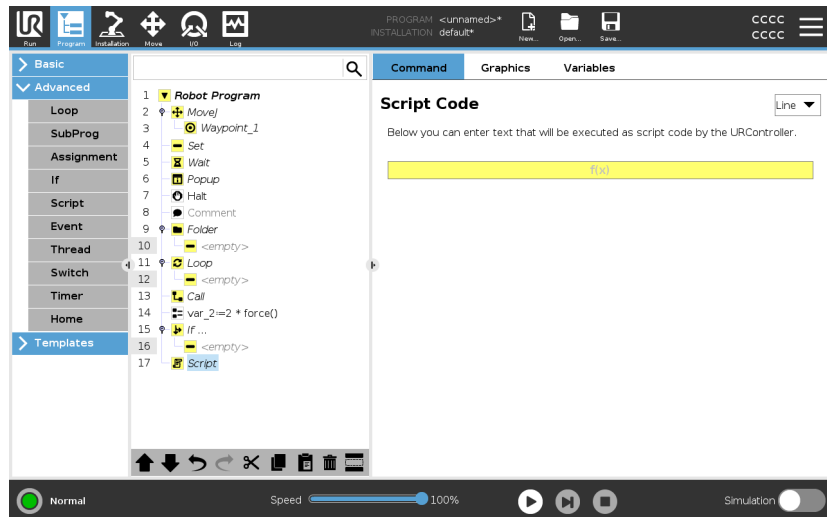 PROGRAM <unnamed>*
INSTALLATION default*
CCCC
CCCC
Run
Program
Installation
Move
I/O
Log
New...
Open...
Save...
Basic
Advanced
Loop
SubProg
Assignment
If
Script
Event
Thread
Switch
Timer
Home
Templates
1 Robot Program
2 MoveJ
3 Waypoint_1
4 Set
5 Wait
6 Popup
7 Halt
8 Comment
9 Folder
10 <empty>
11 Loop
12 <empty>
13 Call
14 var_2:=2 * force()
15 If ...
16 <empty>
17 Script
Command
Graphics
Variables
Script Code
Line
Below you can enter text that will be executed as script code by the URController.
f(x)
Normal
Speed
100%
Simulation